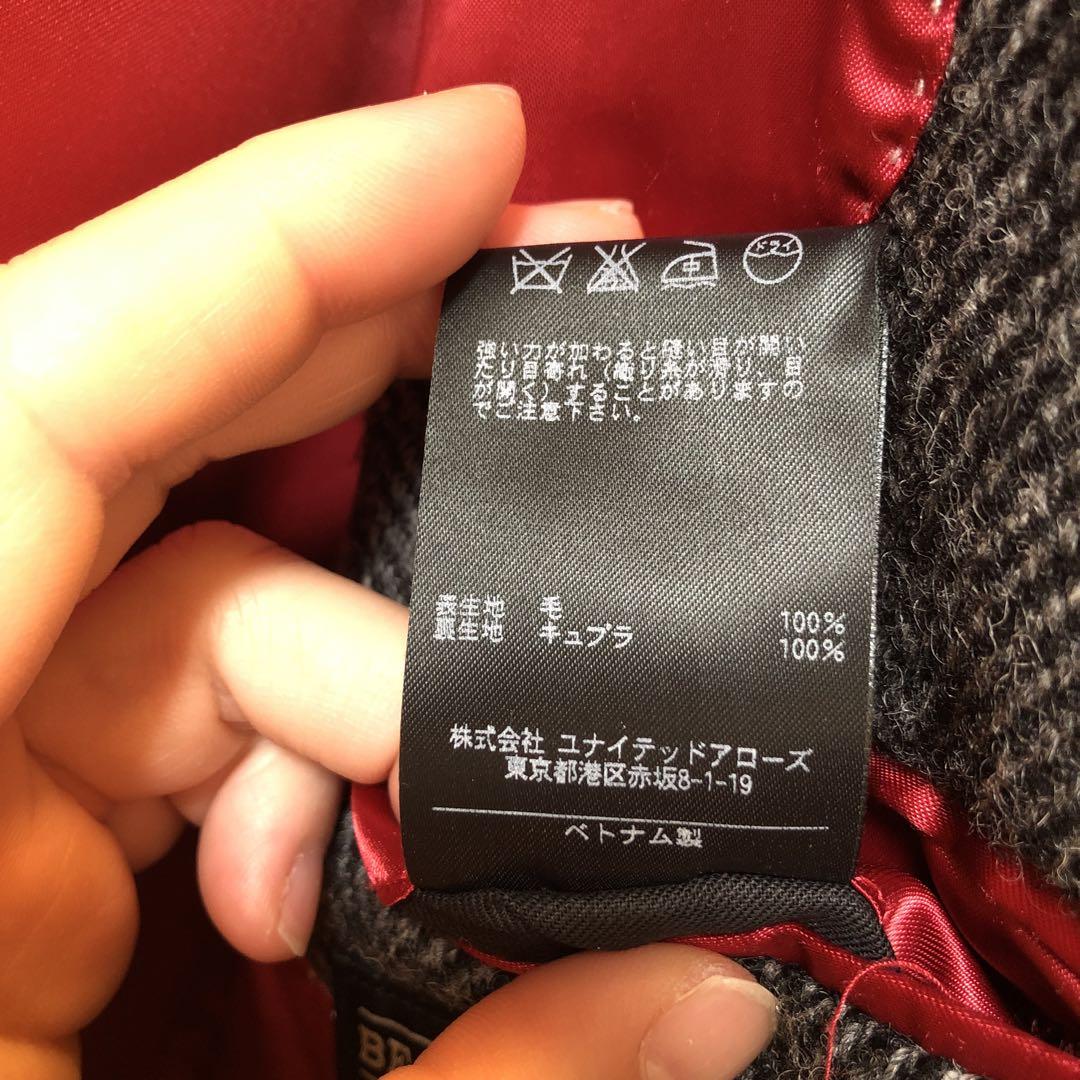 ドライ
中
強い力が加わると縫い目が開い
たり目寄れ（織り糸が寄り、目
が開く）することがありますの
でご注意下さい。
表生地 毛 100%
裏生地 キュプラ 100%
株式会社 ユナイテッドアローズ
東京都港区赤坂8-1-19
ベトナム製